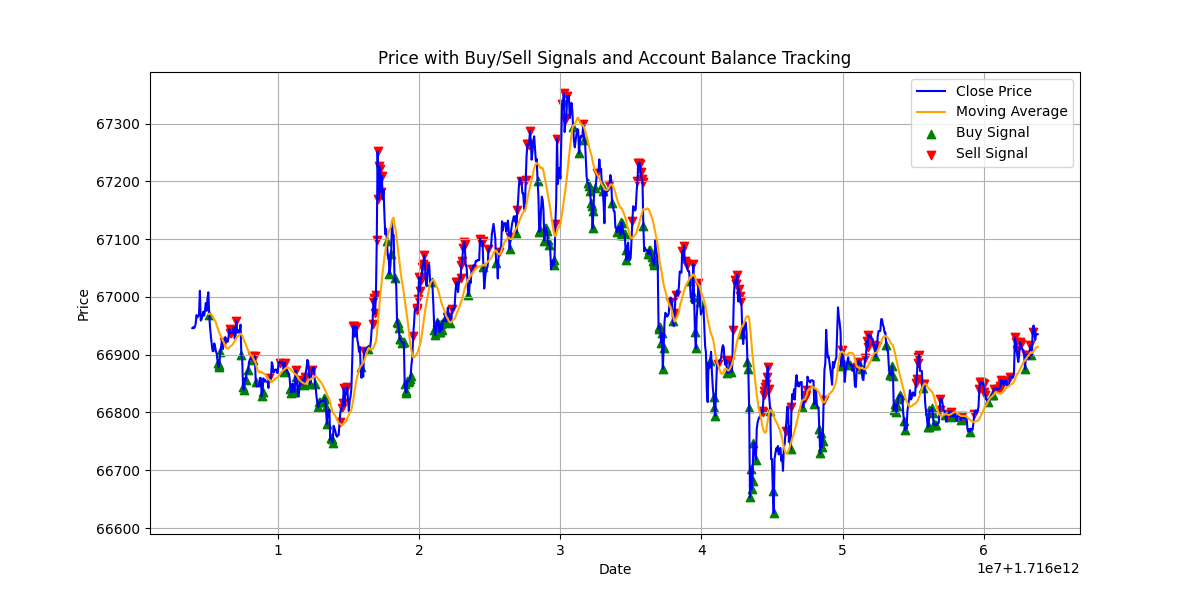 Price with Buy/Sell Signals and Account Balance Tracking
Close Price
Moving Average
Buy Signal
Sell Signal
Price
67300
67200
67100
67000
66900
66800
66700
66600
1 2 3 4 5 6
Date
1e7+1.716e12